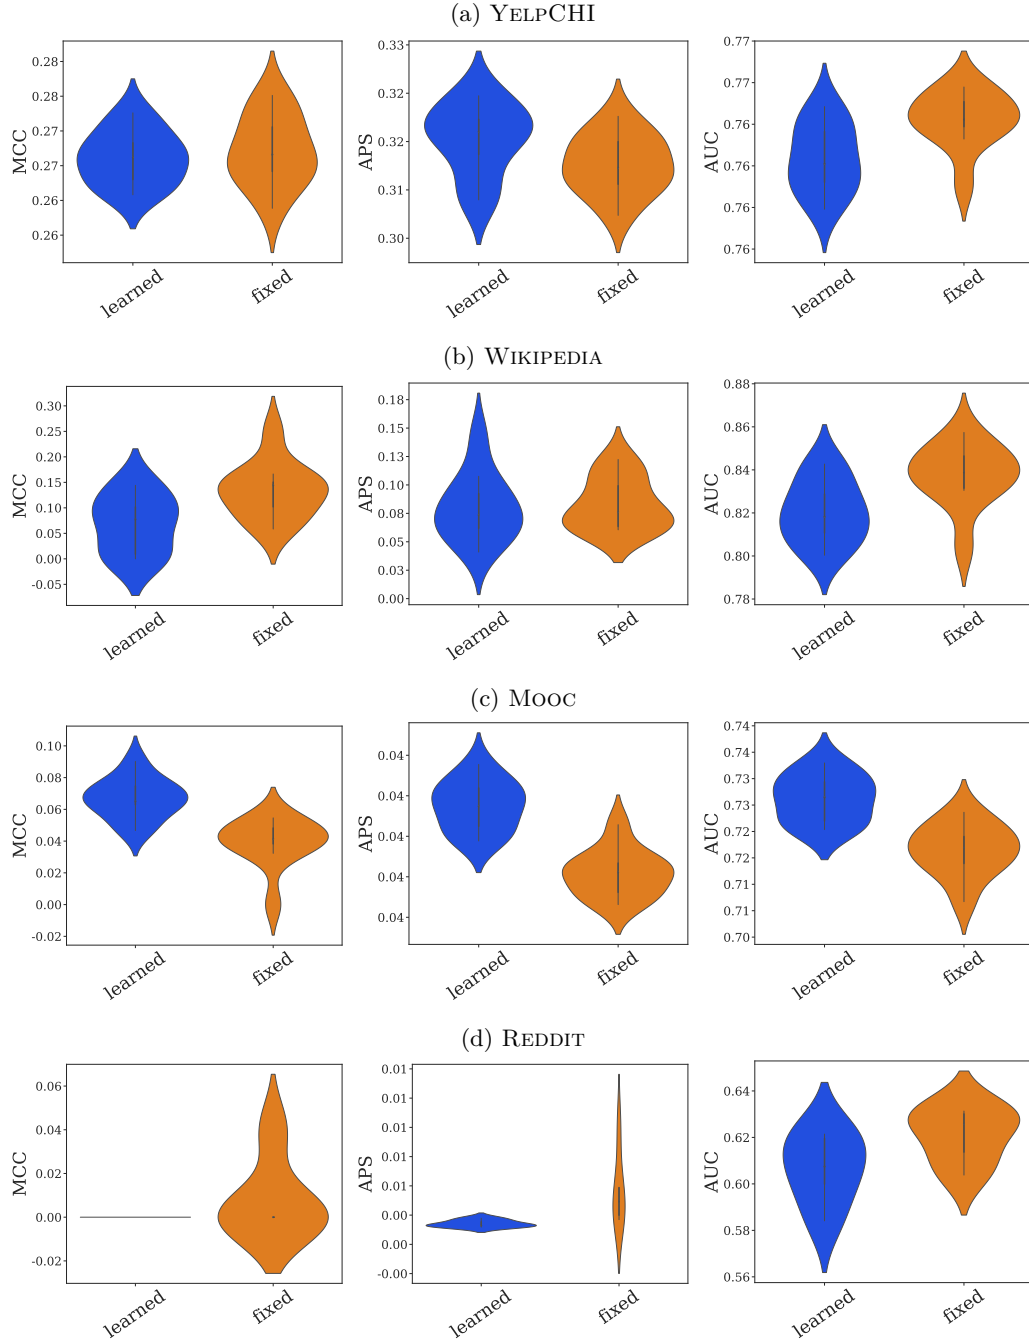 (a) YELPCHI
MCC
0.28
0.28
0.27
0.27
0.26
0.26
learned
fixed
APS
0.33
0.32
0.32
0.31
0.30
learned
fixed
AUC
0.77
0.77
0.76
0.76
0.76
0.76
learned
fixed
(b) WIKIPEDIA
MCC
0.30
0.25
0.20
0.15
0.10
0.05
0.00
-0.05
learned
fixed
APS
0.18
0.15
0.13
0.10
0.08
0.05
0.03
0.00
learned
fixed
AUC
0.88
0.86
0.84
0.82
0.80
0.78
learned
fixed
(c) MOOC
MCC
0.10
0.08
0.06
0.04
0.02
0.00
-0.02
learned
fixed
APS
0.04
0.04
0.04
0.04
0.04
learned
fixed
AUC
0.74
0.74
0.73
0.73
0.72
0.72
0.71
0.71
0.70
learned
fixed
(d) REDDIT
MCC
0.06
0.04
0.02
0.00
-0.02
learned
fixed
APS
0.01
0.01
0.01
0.01
0.01
0.00
0.00
-0.00
learned
fixed
AUC
0.64
0.62
0.60
0.58
0.56
learned
fixed